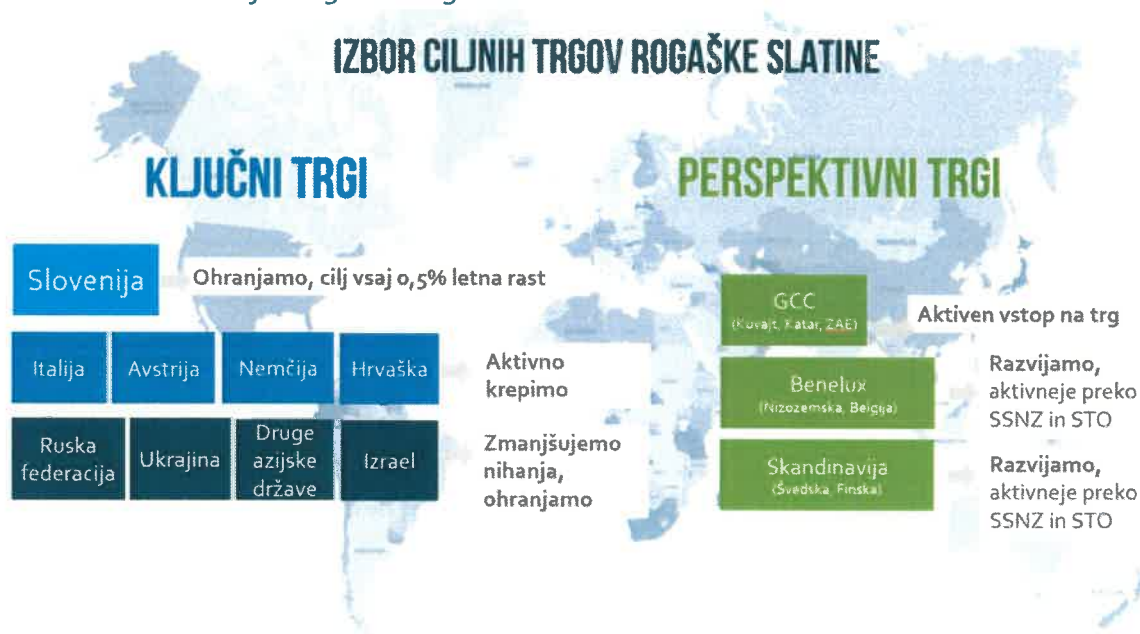 IZBOR CILJNIH TRGOV ROGAŠKE SLATINE
KLJUČNI TRGI
Slovenija
Ohranjamo, cilj vsaj 0,5% letna rast
Italija
Avstrija
Nemčija
Hrvaška
Aktivno
krepimo
Ruska
federacija
Ukrajina
Druge
azijske
države
Izrael
Zmanjšujemo
nihanja,
ohranjamo
PERSPEKTIVNI TRGI
GCC
(Kuvajt, Katar, ZAE)
Aktiven vstop na trg
Benelux
(Nizozemska, Belgija)
Razvijamo,
aktivneje preko
SSNZ in STO
Skandinavija
(Švedska, Finska)
Razvijamo,
aktivneje preko
SSNZ in STO